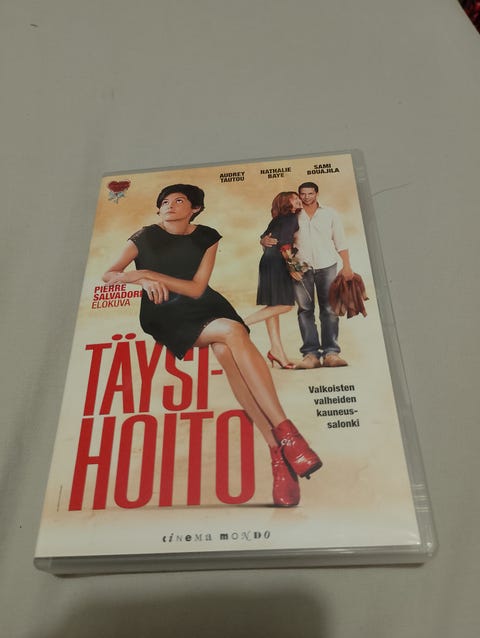 AUDREY
TAUTOU
NATHALIE
BAYE
SAMI
BOUAJILA
PIERRE
SALVADORI
ELOKUVA
TÄYSI-
HOITO
Valkoisten
valheiden
kauneus-
salonki
CINEMA MONDO